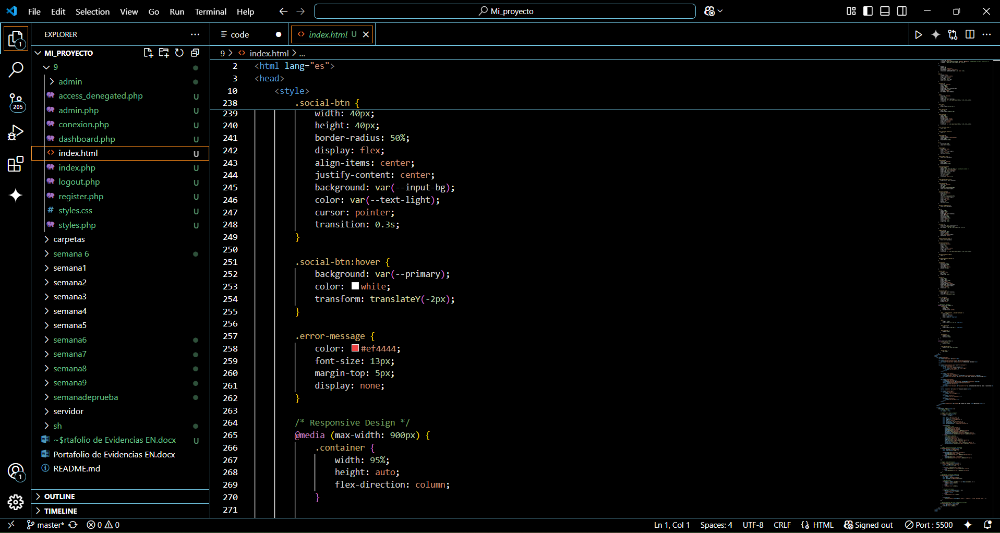 File Edit Selection View Go Run Terminal Help
Mi_proyecto
EXPLORER
MI_PROYECTO
9
admin
access_denegated.php U
admin.php U
conexion.php U
dashboard.php U
index.html U
index.php U
logout.php U
register.php U
styles.css U
styles.php U
carpetas
semana 6
semana1
semana2
semana3
semana4
semana5
semana6
semana7
semana8
semana9
semanadeprueba
servidor
sh
~$rtafolio de Evidencias EN.docx U
Portafolio de Evidencias EN.docx
README.md
OUTLINE
TIMELINE
1
205
1
code
index.html U
9 > index.html > ...
2 <html lang="es">
3 <head>
10 <style>
238 .social-btn {
239 width: 40px;
240 height: 40px;
241 border-radius: 50%;
242 display: flex;
243 align-items: center;
244 justify-content: center;
245 background: var(--input-bg);
246 color: var(--text-light);
247 cursor: pointer;
248 transition: 0.3s;
249 }
250
251 .social-btn:hover {
252 background: var(--primary);
253 color: white;
254 transform: translateY(-2px);
255 }
256
257 .error-message {
258 color: #ef4444;
259 font-size: 13px;
260 margin-top: 5px;
261 display: none;
262 }
263
264 /* Responsive Design */
265 @media (max-width: 900px) {
266 .container {
267 width: 95%;
268 height: auto;
269 flex-direction: column;
270 }
271
master* 0 0 Ln 1, Col 1 Spaces: 4 UTF-8 CRLF HTML Signed out Port : 5500